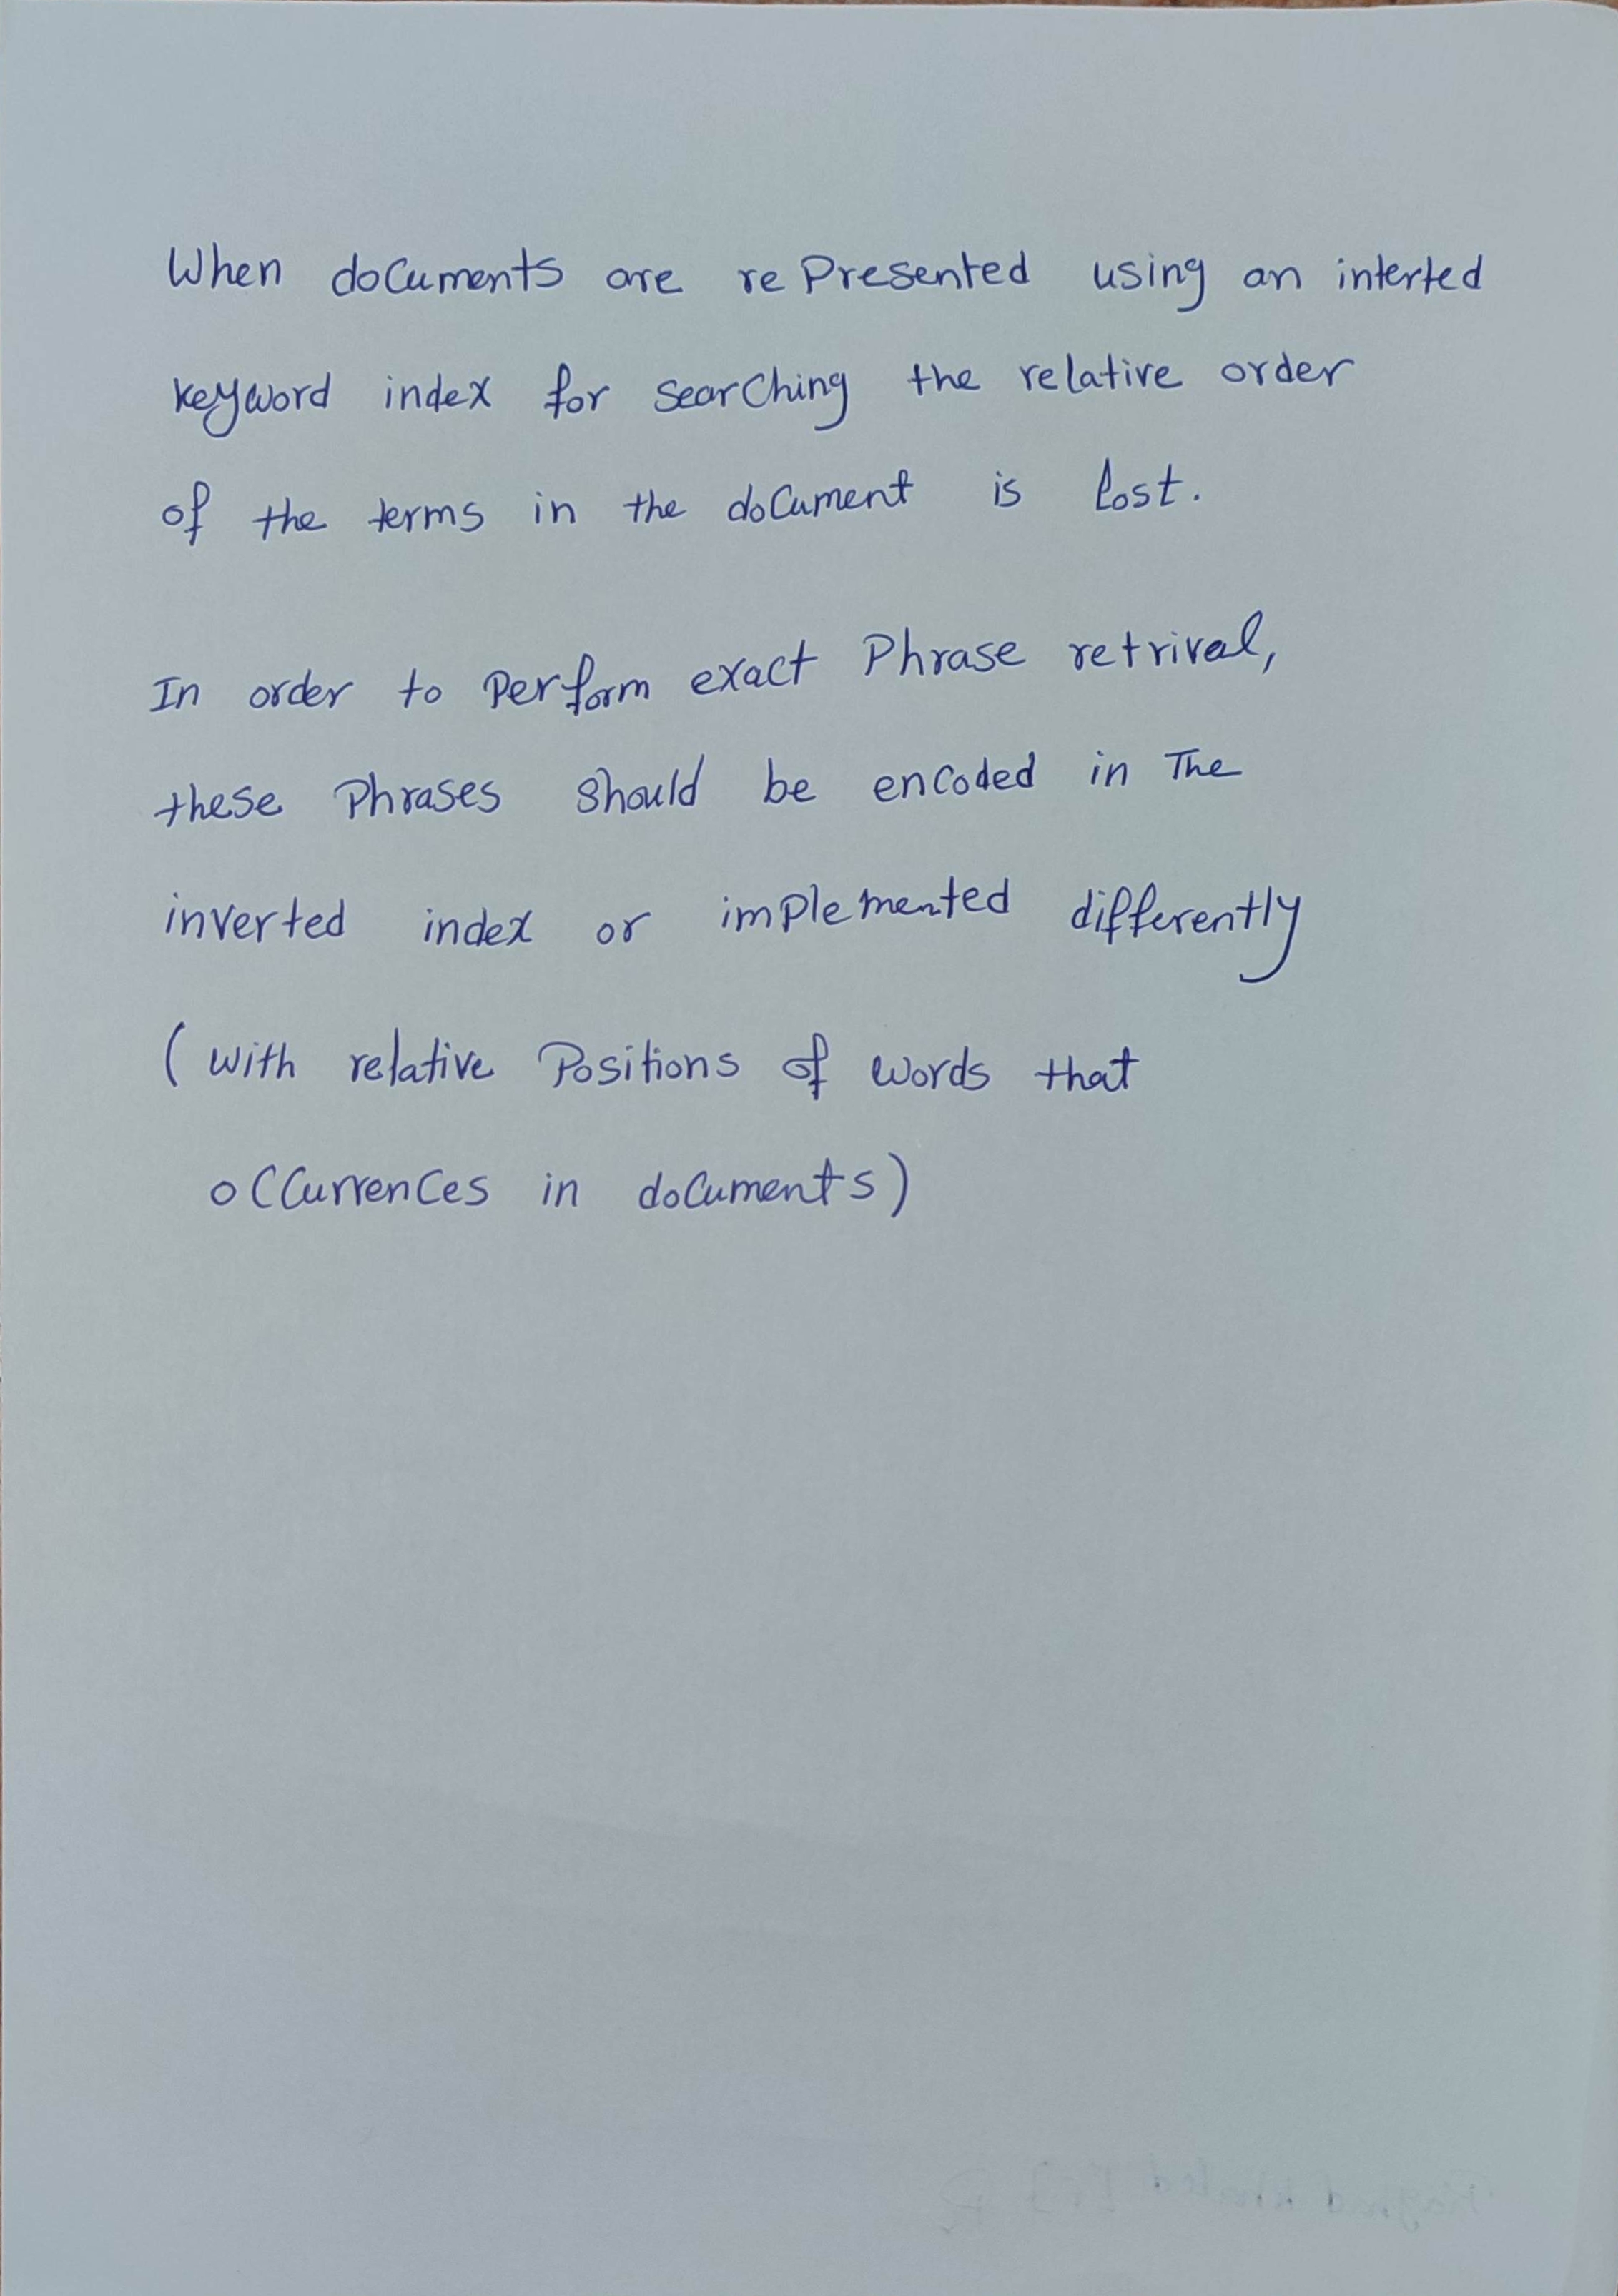 When documents are represented using an interted
keyword index for searching the relative order
of the terms in the document is lost.
In order to Perform exact Phrase retrival,
these Phrases should be encoded in The
inverted index or implemented differently
(with relative Positions of words that
occurrences in documents)